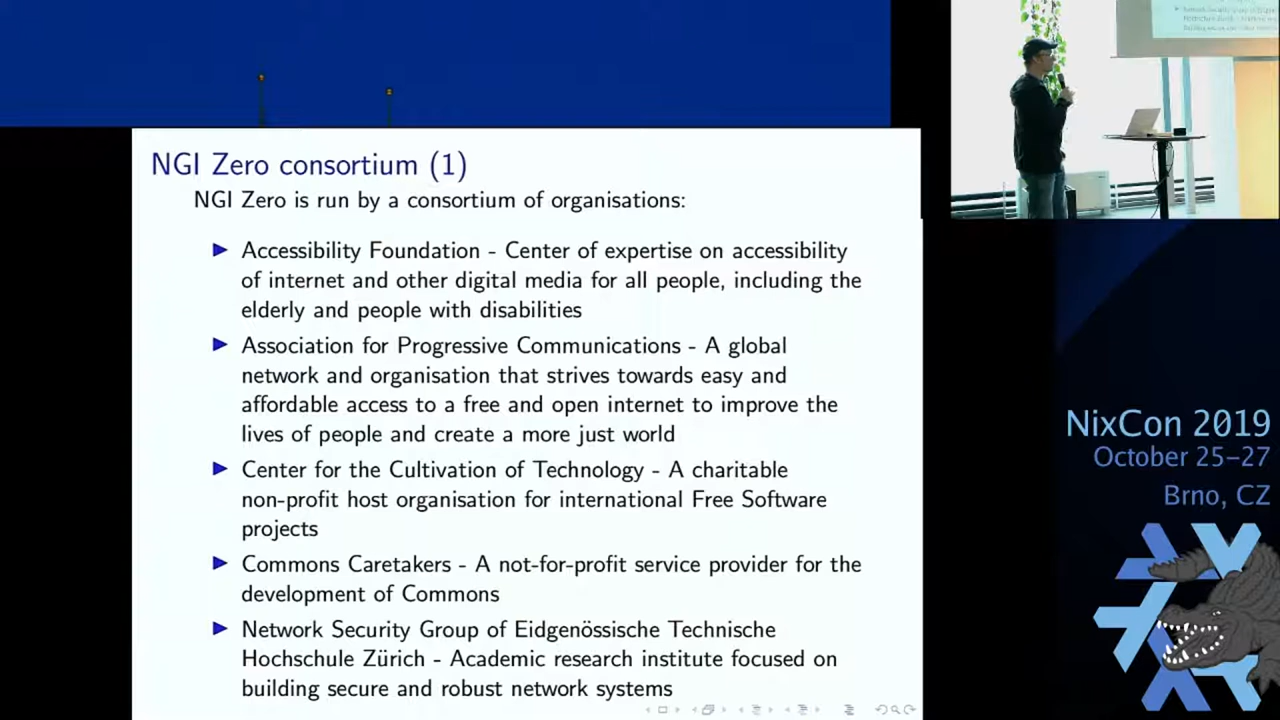 NGI Zero consortium (1)
NGI Zero is run by a consortium of organisations:
Accessibility Foundation - Center of expertise on accessibility
of internet and other digital media for all people, including the
elderly and people with disabilities
Association for Progressive Communications - A global
network and organisation that strives towards easy and
affordable access to a free and open internet to improve the
lives of people and create a more just world
Center for the Cultivation of Technology - A charitable
non-profit host organisation for international Free Software
projects
Commons Caretakers - A not-for-profit service provider for the
development of Commons
Network Security Group of Eidgenössische Technische
Hochschule Zürich - Academic research institute focused on
building secure and robust network systems
NixCon 2019
October 25–27
Brno, CZ